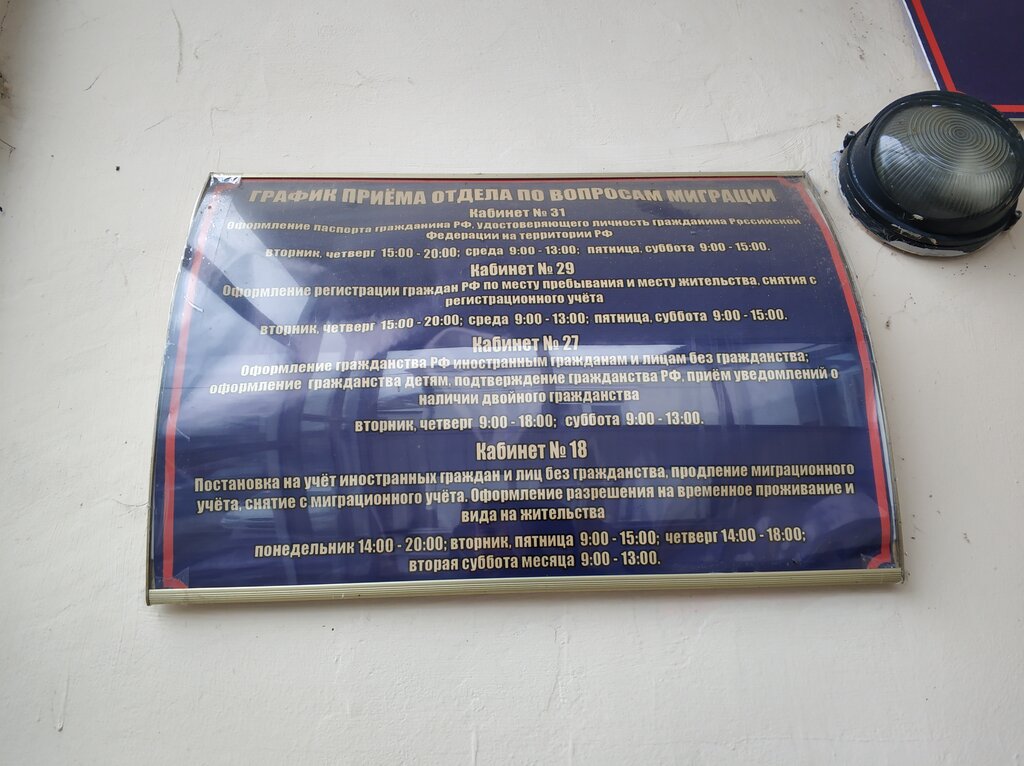 ГРАФИК ПРИЁМА ОТДЕЛА ПО ВОПРОСАМ МИГРАЦИИ
Кабинет № 31
Оформление паспорта гражданина РФ, удостоверяющего личность гражданина Российской
Федерации на территории РФ
вторник, четверг 15:00 - 20:00; среда 9:00 - 13:00; пятница, суббота 9:00 - 15:00.
Кабинет № 29
Оформление регистрации граждан РФ по месту пребывания и месту жительства, снятия с
регистрационного учёта
вторник, четверг 15:00 - 20:00; среда 9:00 - 13:00; пятница, суббота 9:00 - 15:00.
Кабинет № 27
Оформление гражданства РФ иностранным гражданам и лицам без гражданства;
оформление гражданства детям, подтверждение гражданства РФ, приём уведомлений о
наличии двойного гражданства
вторник, четверг 9:00 - 18:00; суббота 9:00 - 13:00.
Кабинет № 18
Постановка на учёт иностранных граждан и лиц без гражданства, продление миграционного
учёта, снятие с миграционного учёта. Оформление разрешения на временное проживание и
вида на жительства
понедельник 14:00 - 20:00; вторник, пятница 9:00 - 15:00; четверг 14:00 - 18:00;
вторая суббота месяца 9:00 - 13:00.